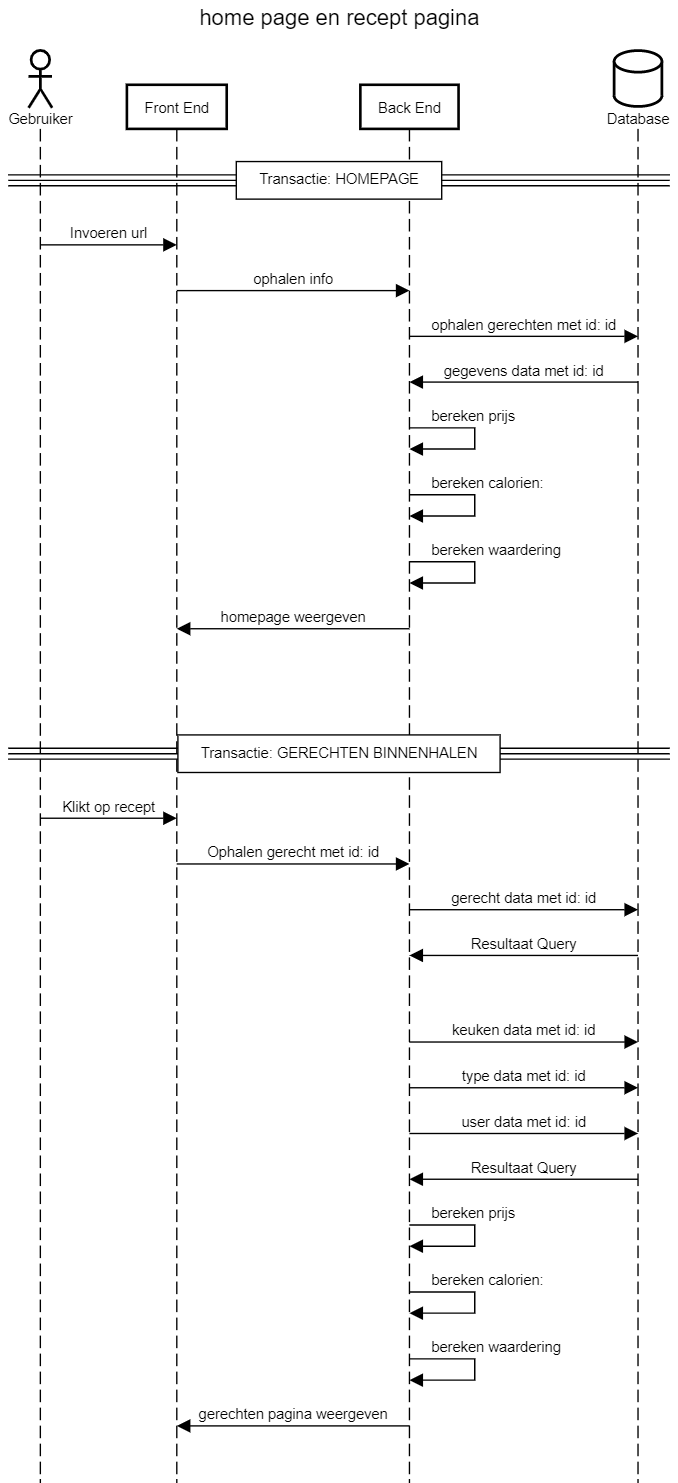 home page en recept pagina
Gebruiker
Front End
Back End
Database
Transactie: HOMEPAGE
Invoeren url
ophalen info
ophalen gerechten met id: id
gegevens data met id: id
bereken prijs
bereken calorien:
bereken waardering
homepage weergeven
Transactie: GERECHTEN BINNENHALEN
Klikt op recept
Ophalen gerecht met id: id
gerecht data met id: id
Resultaat Query
keuken data met id: id
type data met id: id
user data met id: id
Resultaat Query
bereken prijs
bereken calorien:
bereken waardering
gerechten pagina weergeven